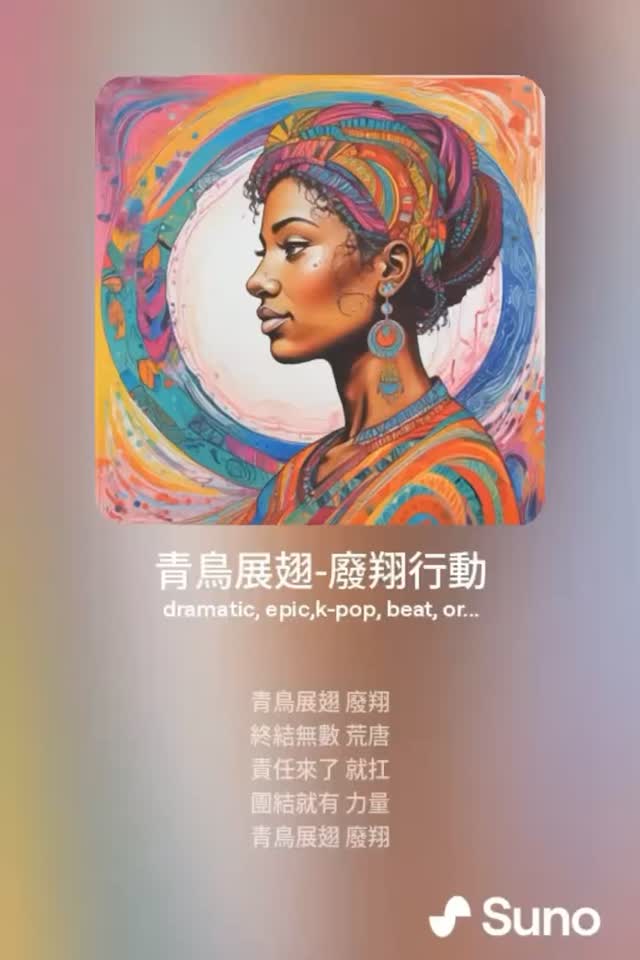 青鳥展翅-廢翔行動
dramatic, epic,k-pop, beat, or...
青鳥展翅 廢翔
終結無數 荒唐
責任來了 就扛
團結就有 力量
青鳥展翅 廢翔
Suno